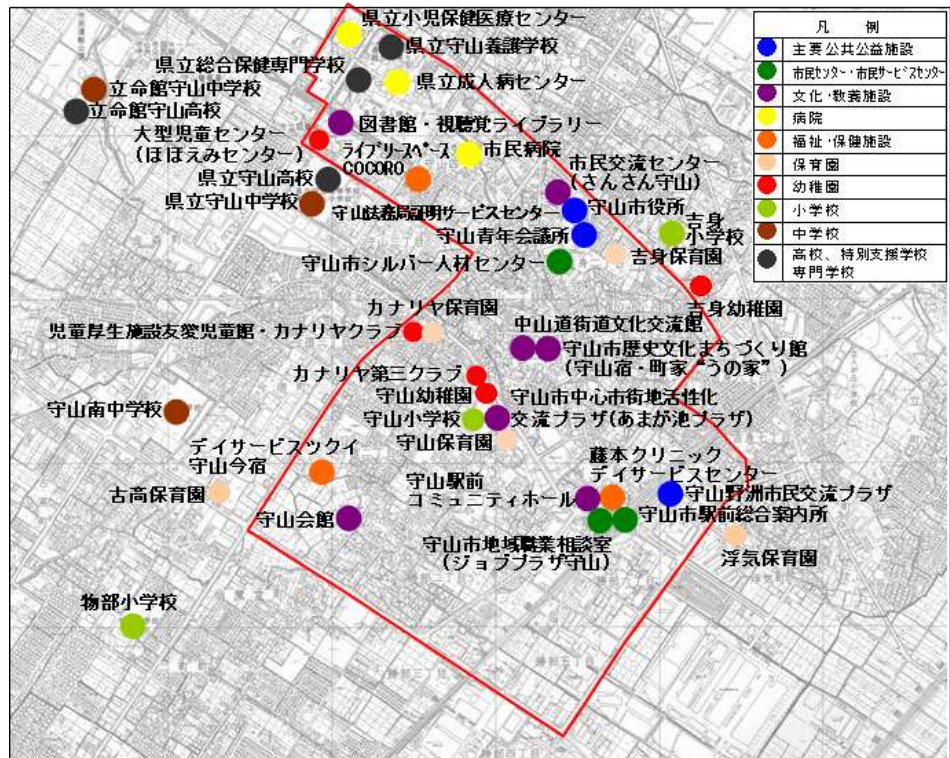 県立小児保健医療センター
県立守山養護学校
県立総合保健専門学校
県立成人病センター
立命館守山中学校
立命館守山高校
図書館・視聴覚ライブラリー
大型児童センター
(ほほえみセンター)
ライブリースペース
COCORO
市民病院
県立守山高校
県立守山中学校
市民交流センター
(さんさん守山)
守山法務局証明サービスセンター
守山市役所
守山青年会議所
吉身
小学校
守山市シルバー人材センター
吉身保育園
吉身幼稚園
カナリヤ保育園
児童厚生施設友愛児童館・カナリヤクラブ
中山道街道文化交流館
守山市歴史文化まちづくり館
(守山宿・町家“うの家”)
カナリヤ第三クラブ
守山幼稚園
守山市中心市街地活性化
交流プラザ(あまが池プラザ)
守山南中学校
守山小学校
守山保育園
デイサービスツクイ
守山今宿
藤本クリニック
デイサービスセンター
守山駅前
コミュニティホール
守山野洲市民交流プラザ
古高保育園
守山市駅前総合案内所
守山会館
守山市地域職業相談室
(ジョブプラザ守山)
浮気保育園
物部小学校
凡 例
主要公共公益施設
市民センター・市民サービスセンター
文化・教養施設
病院
福祉・保健施設
保育園
幼稚園
小学校
中学校
高校、特別支援学校
専門学校